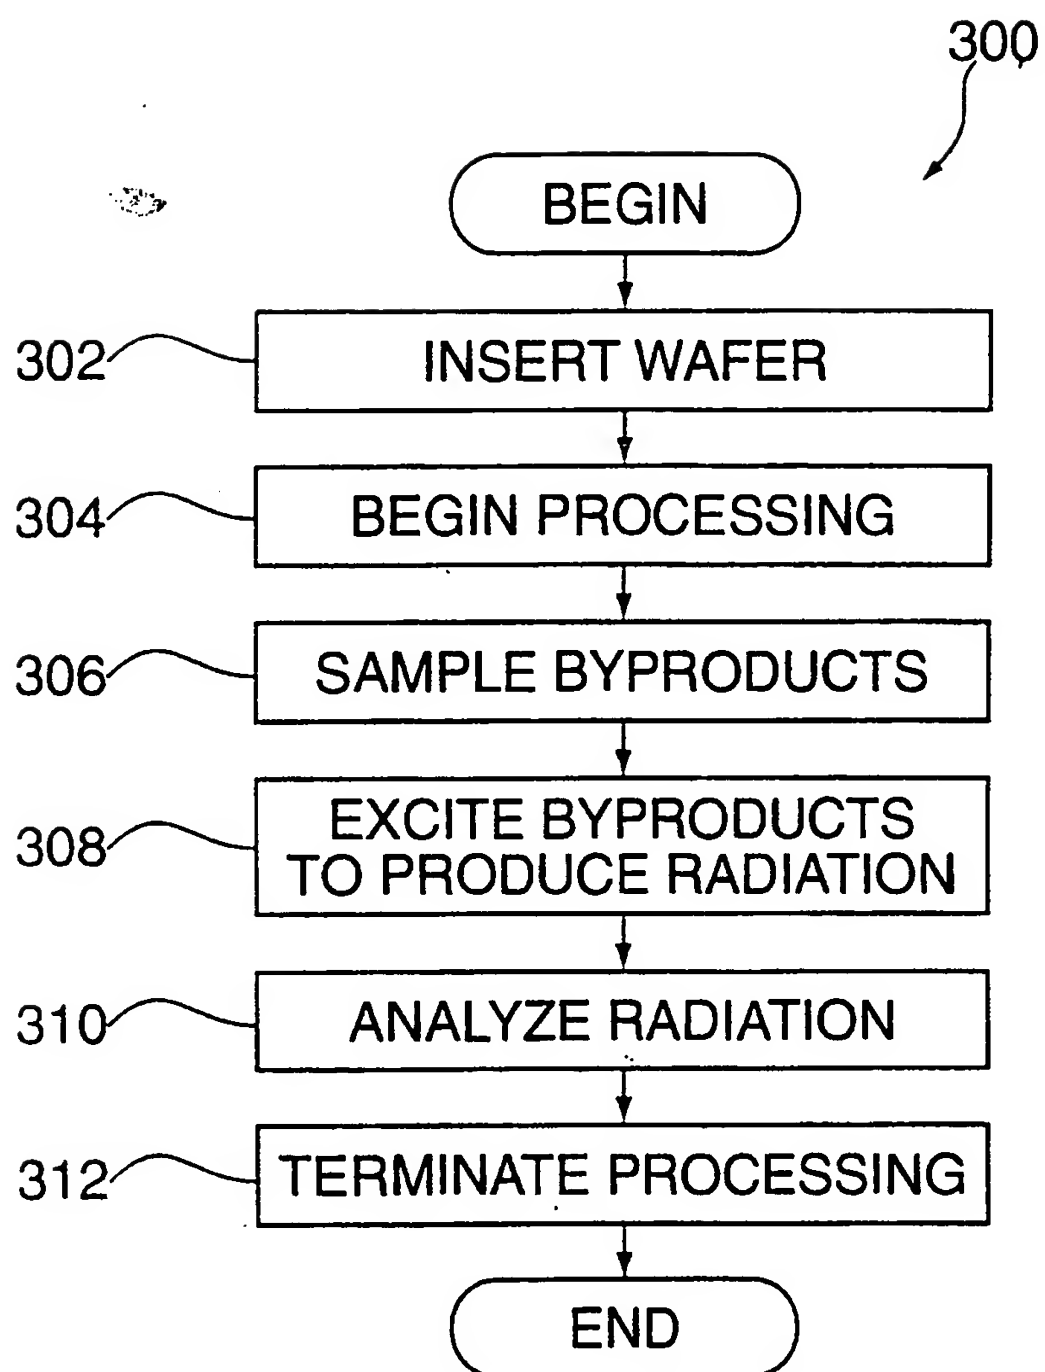 300
BEGIN
302
INSERT WAFER
304
BEGIN PROCESSING
306
SAMPLE BYPRODUCTS
308
EXCITE BYPRODUCTS
TO PRODUCE RADIATION
310
ANALYZE RADIATION
312
TERMINATE PROCESSING
END